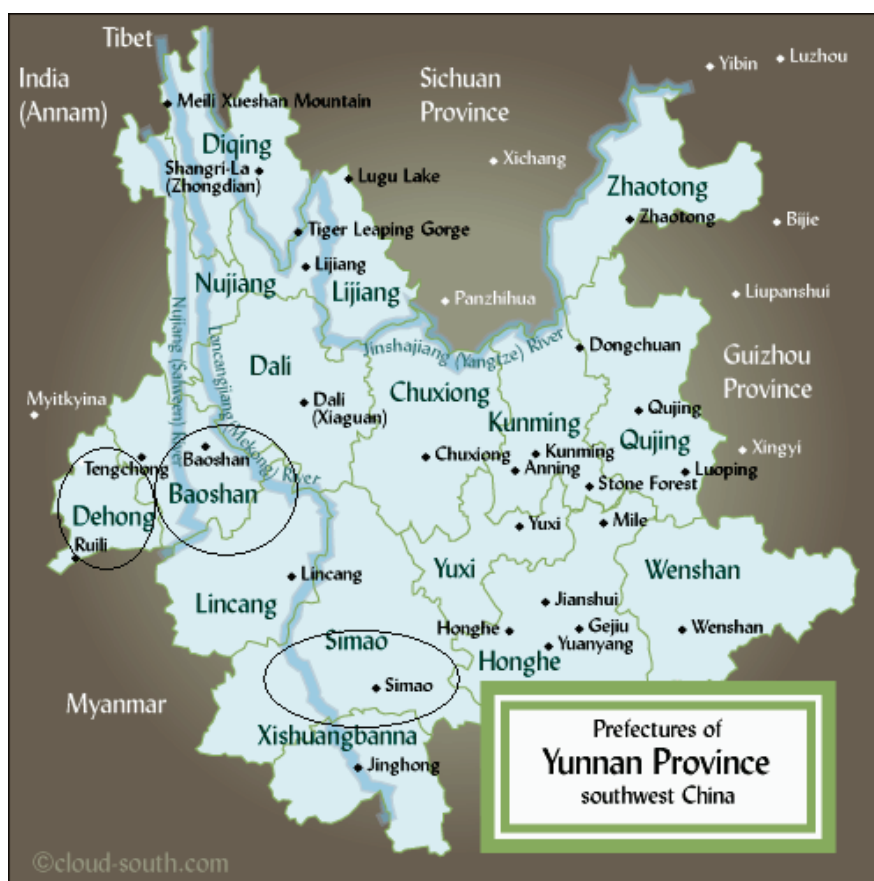 Tibet
India
(Annam)
Sichuan
Province
Yibin
Luzhou
Meili Xueshan Mountain
Diqing
Shangri-La
(Zhongdian)
Lugu Lake
Xichang
Zhaotong
Zhaotong
Bijie
Tiger Leaping Gorge
Lijiang
Nujiang
Lijiang
Panzhihua
Liupanshui
Nujiang (Salween) River
Lancangjiang (Mekong) River
Jinshajiang (Yangtze) River
Dongchuan
Guizhou
Province
Dali
Dali
(Xiaguan)
Chuxiong
Kunming
Qujing
Qujing
Myitkyina
Xingyi
Tengchong
Baoshan
Baoshan
Chuxiong
Kunming
Anning
Luoping
Stone Forest
Dehong
Ruili
Yuxi
Mile
Lincang
Lincang
Yuxi
Wenshan
Jianshui
Simao
Honghe
Gejiu
Yuanyang
Wenshan
Honghe
Simao
Myanmar
Xishuangbanna
Jinghong
Prefectures of
Yunnan Province
southwest China
©cloud-south.com